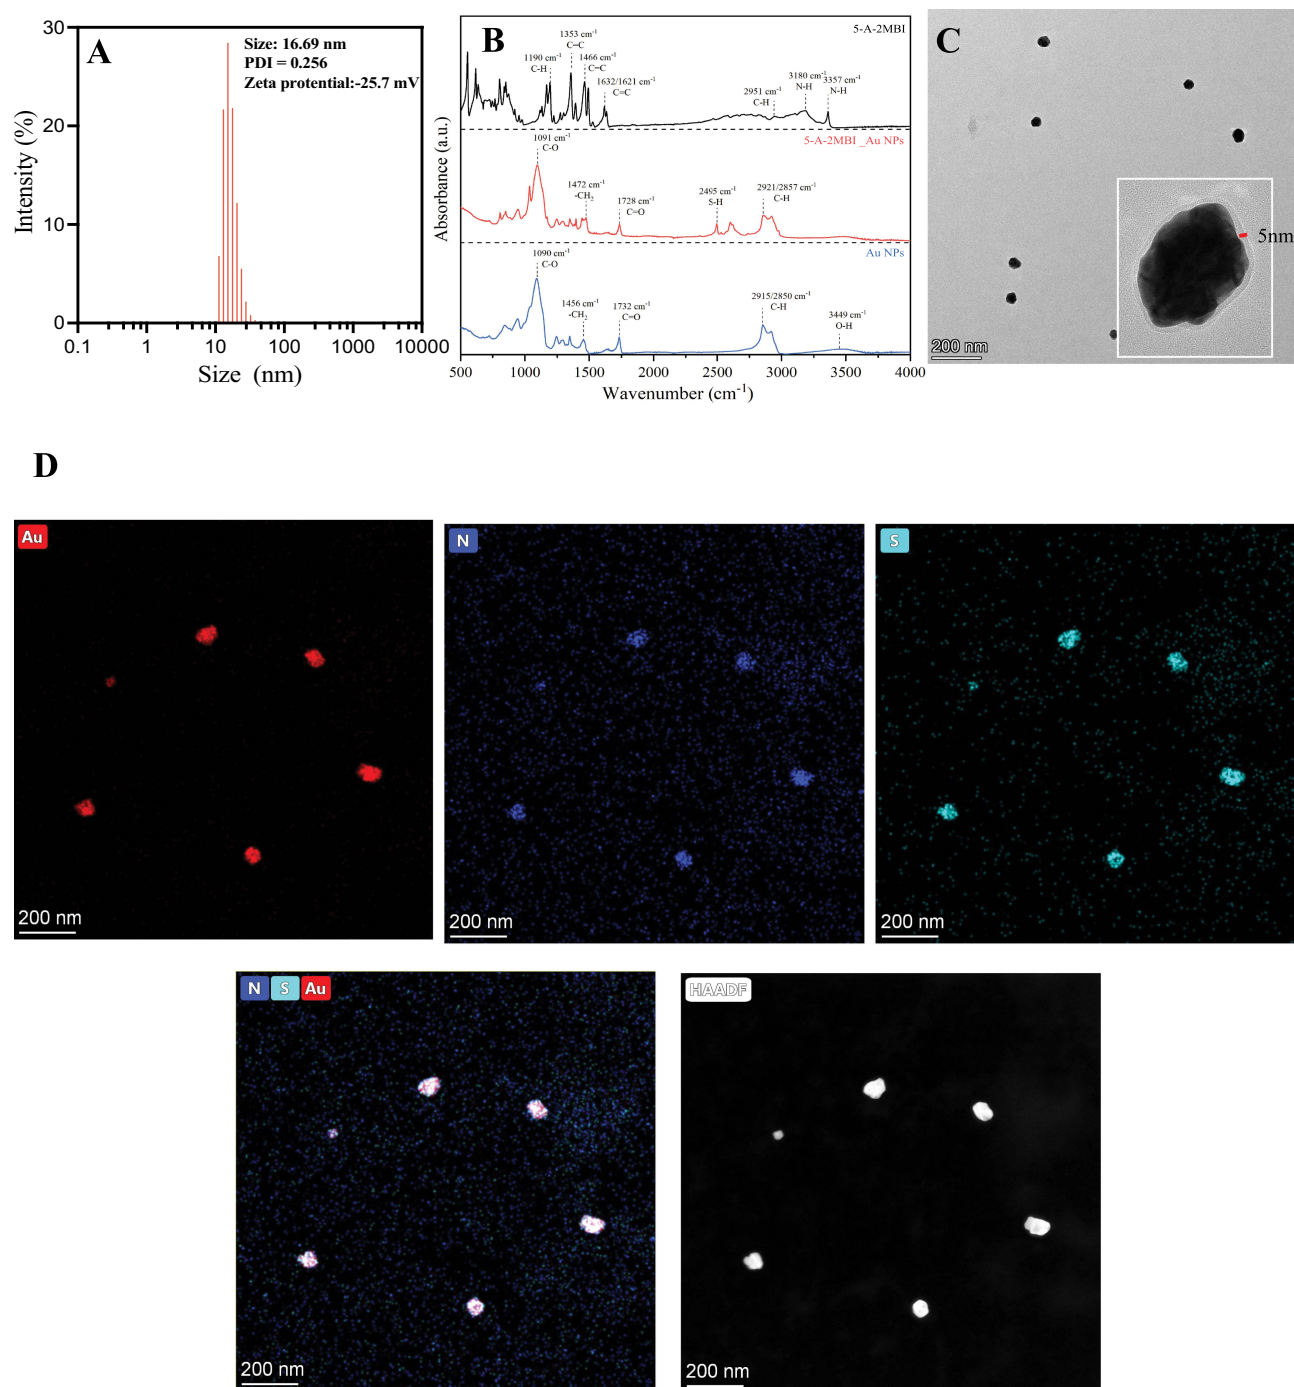 A
Size: 16.69 nm
PDI = 0.256
Zeta protential:-25.7 mV
Intensity (%)
30
20
10
0
0.1 1 10 100 1000 10000
Size (nm)
B
5-A-2MBI
1353 cm⁻¹
C=C
1190 cm⁻¹
C-H
1466 cm⁻¹
C=C
1632/1621 cm⁻¹
C=C
2951 cm⁻¹
C-H
3180 cm⁻¹
N-H
3357 cm⁻¹
N-H
5-A-2MBI _Au NPs
1091 cm⁻¹
C-O
1472 cm⁻¹
-CH₂
1728 cm⁻¹
C=O
2495 cm⁻¹
S-H
2921/2857 cm⁻¹
C-H
Au NPs
1090 cm⁻¹
C-O
1456 cm⁻¹
-CH₂
1732 cm⁻¹
C=O
2915/2850 cm⁻¹
C-H
3449 cm⁻¹
O-H
Absorbance (a.u.)
500 1000 1500 2000 2500 3000 3500 4000
Wavenumber (cm⁻¹)
C
5nm
200 nm
D
Au
200 nm
N
200 nm
S
200 nm
N S Au
200 nm
HAADF
200 nm